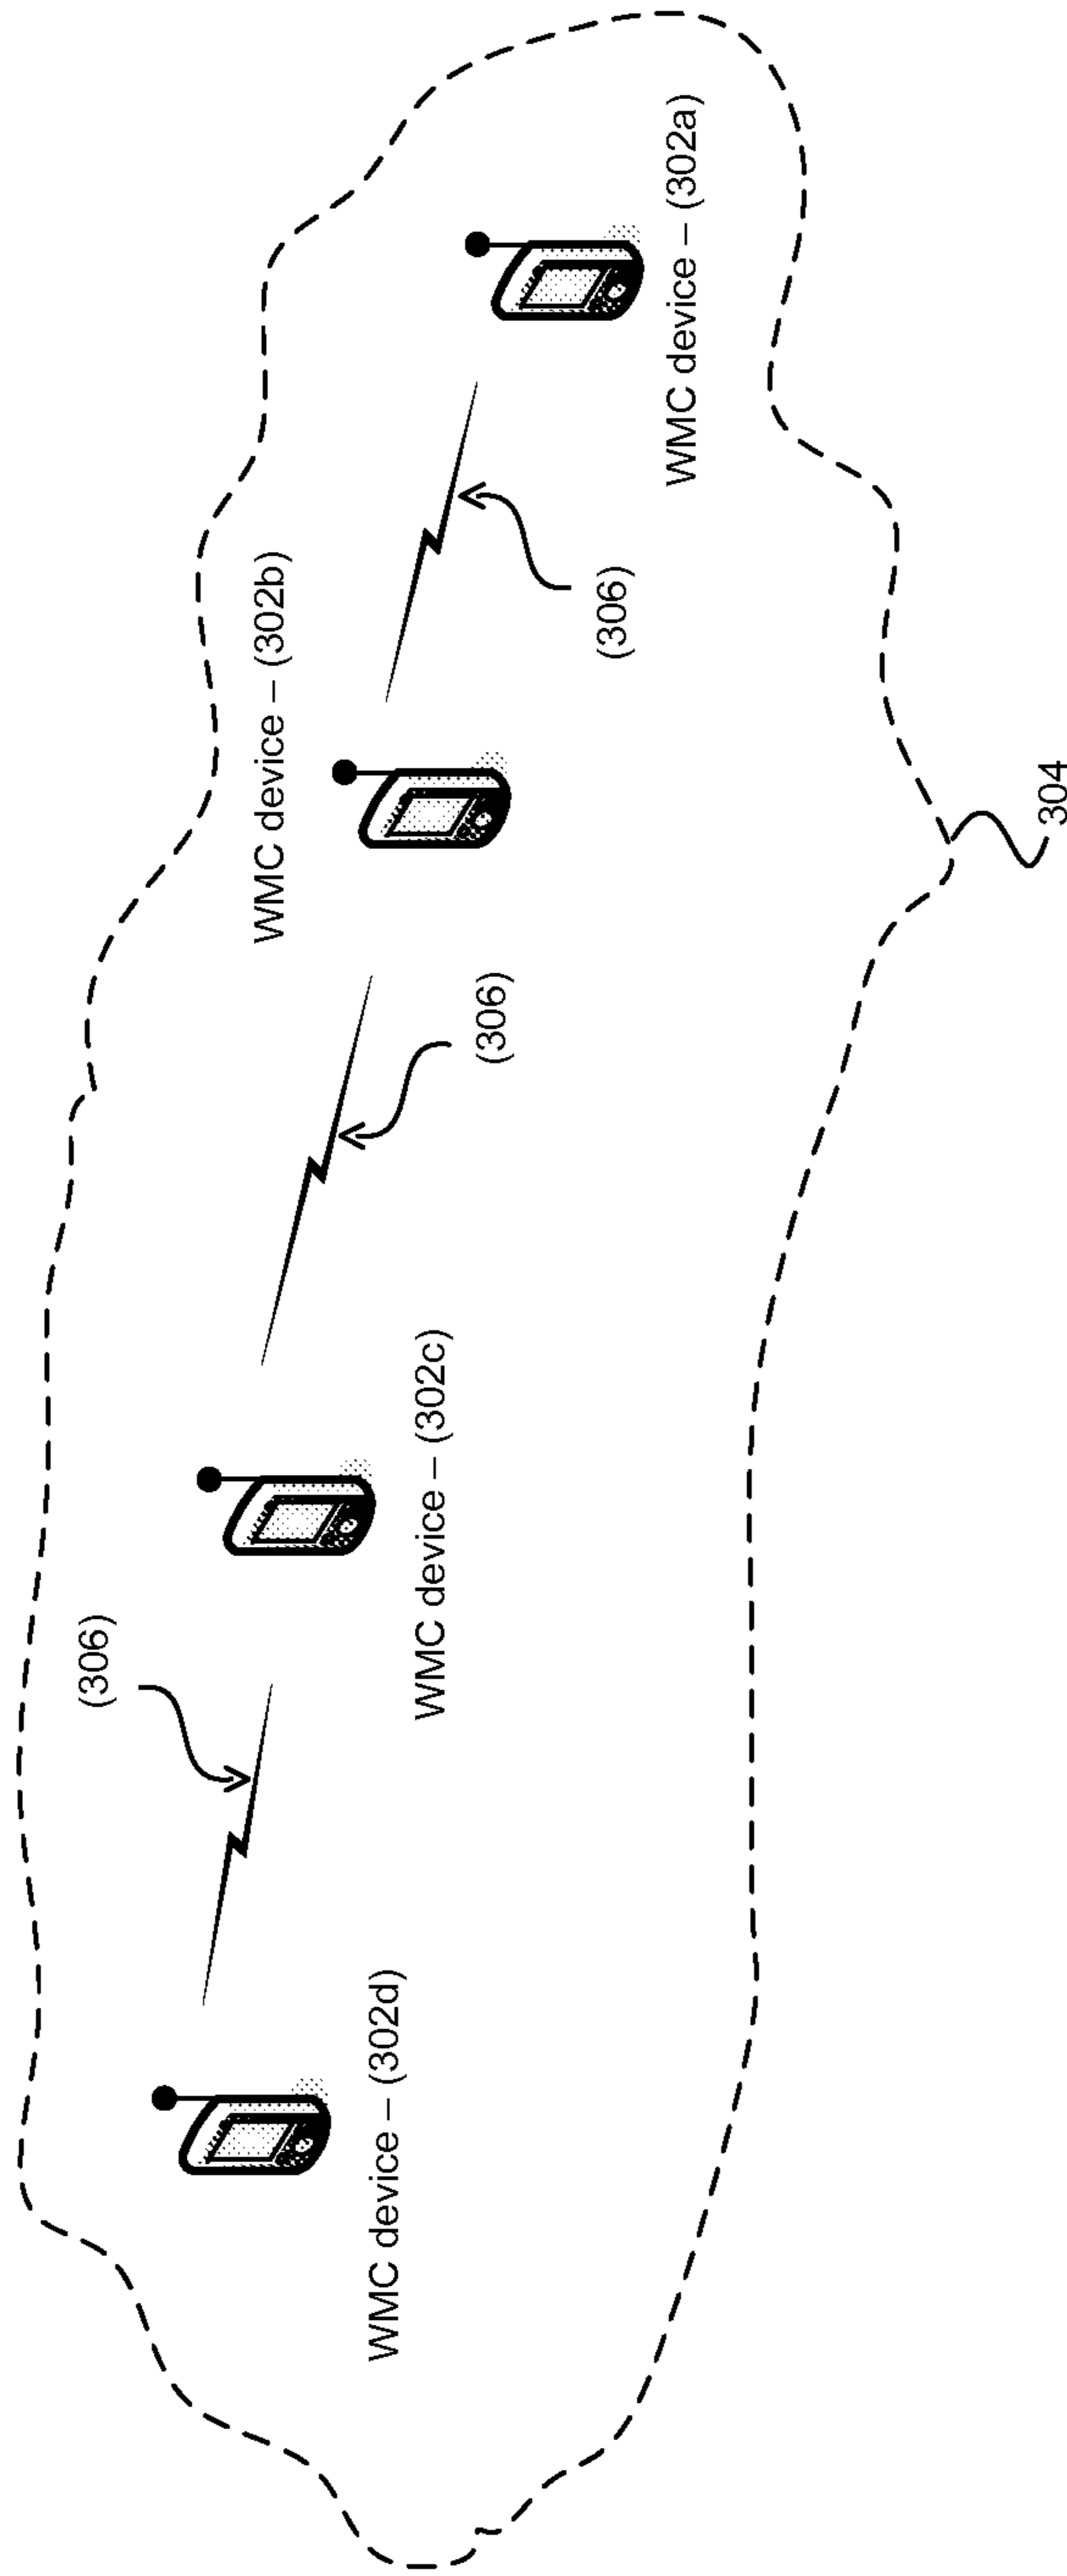 WMC device – (302d)
(306)
WMC device – (302c)
(306)
WMC device – (302b)
(306)
WMC device – (302a)
304